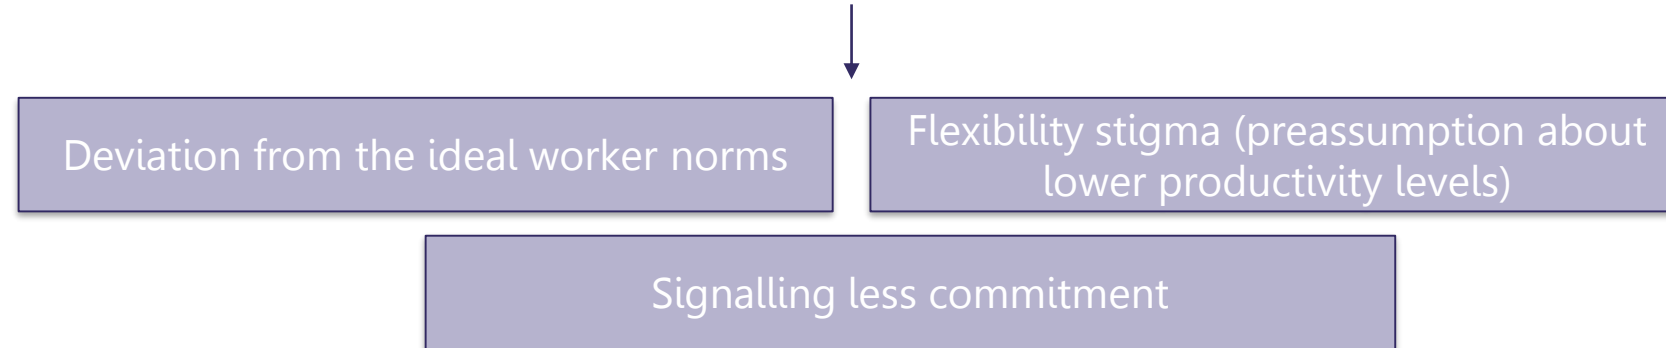 Deviation from the ideal worker norms
Flexibility stigma (preassumption about
lower productivity levels)
Signalling less commitment